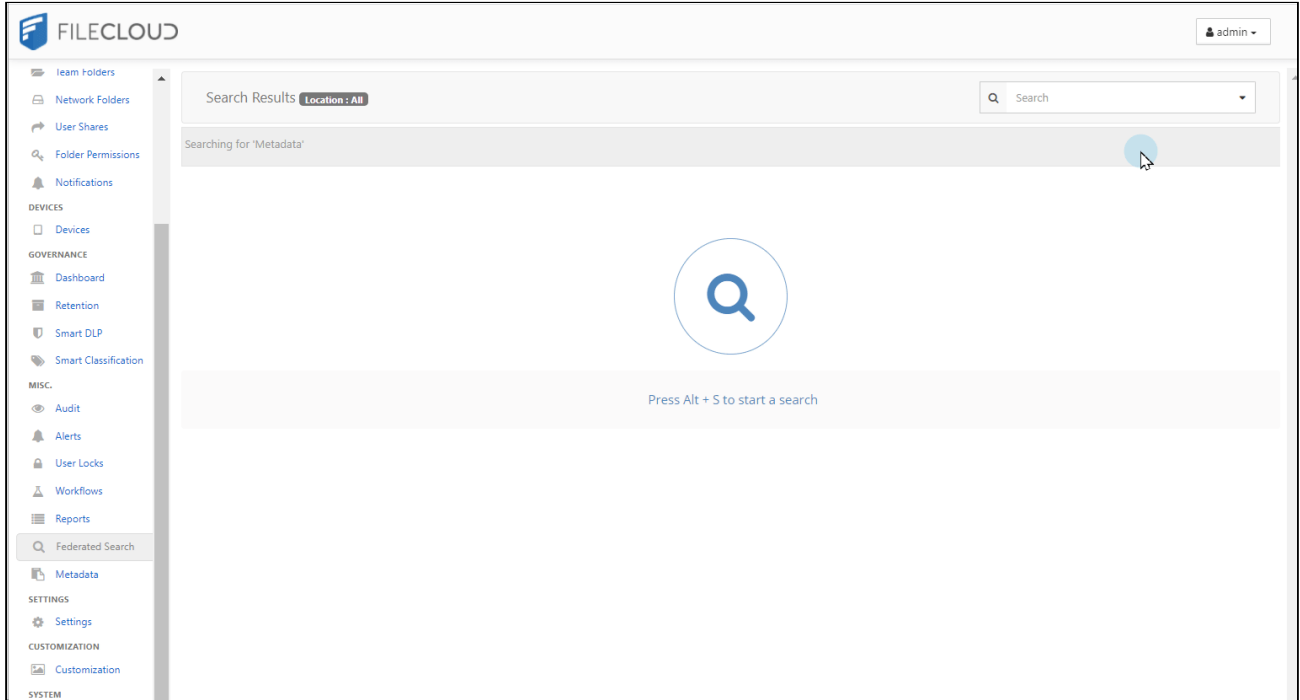 FILECLOUD
admin
Team Folders
Network Folders
User Shares
Folder Permissions
Notifications
DEVICES
Devices
GOVERNANCE
Dashboard
Retention
Smart DLP
Smart Classification
MISC.
Audit
Alerts
User Locks
Workflows
Reports
Federated Search
Metadata
SETTINGS
Settings
CUSTOMIZATION
Customization
SYSTEM
Search Results Location : All
Search
Searching for 'Metadata'
Press Alt + S to start a search